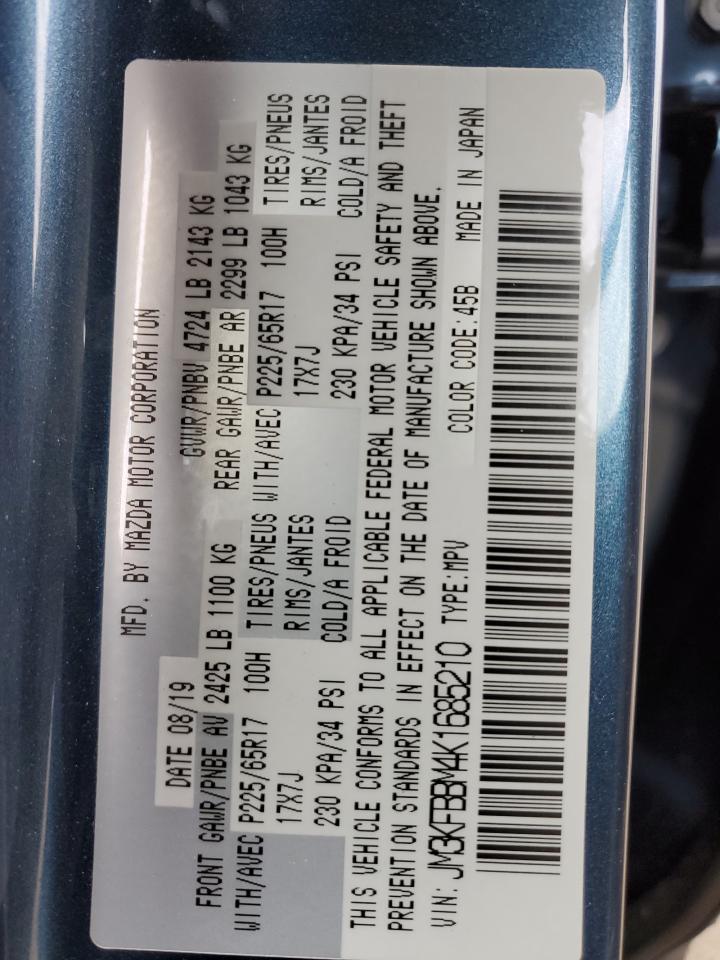 MFD. BY MAZDA MOTOR CORPORATION
DATE 08/19 GVWR/PNBV 4724 LB 2143 KG
FRONT GAWR/PNBE AV 2425 LB 1100 KG REAR GAWR/PNBE AR 2299 LB 1043 KG
WITH/AVEC P225/65R17 100H TIRES/PNEUS WITH/AVEC P225/65R17 100H TIRES/PNEUS
17X7J RIMS/JANTES 17X7J RIMS/JANTES
230 KPA/34 PSI COLD/A FROID 230 KPA/34 PSI COLD/A FROID
THIS VEHICLE CONFORMS TO ALL APPLICABLE FEDERAL MOTOR VEHICLE SAFETY AND THEFT
PREVENTION STANDARDS IN EFFECT ON THE DATE OF MANUFACTURE SHOWN ABOVE.
VIN: JM3KFBBM4K1685210 TYPE:MPV COLOR CODE:45B MADE IN JAPAN